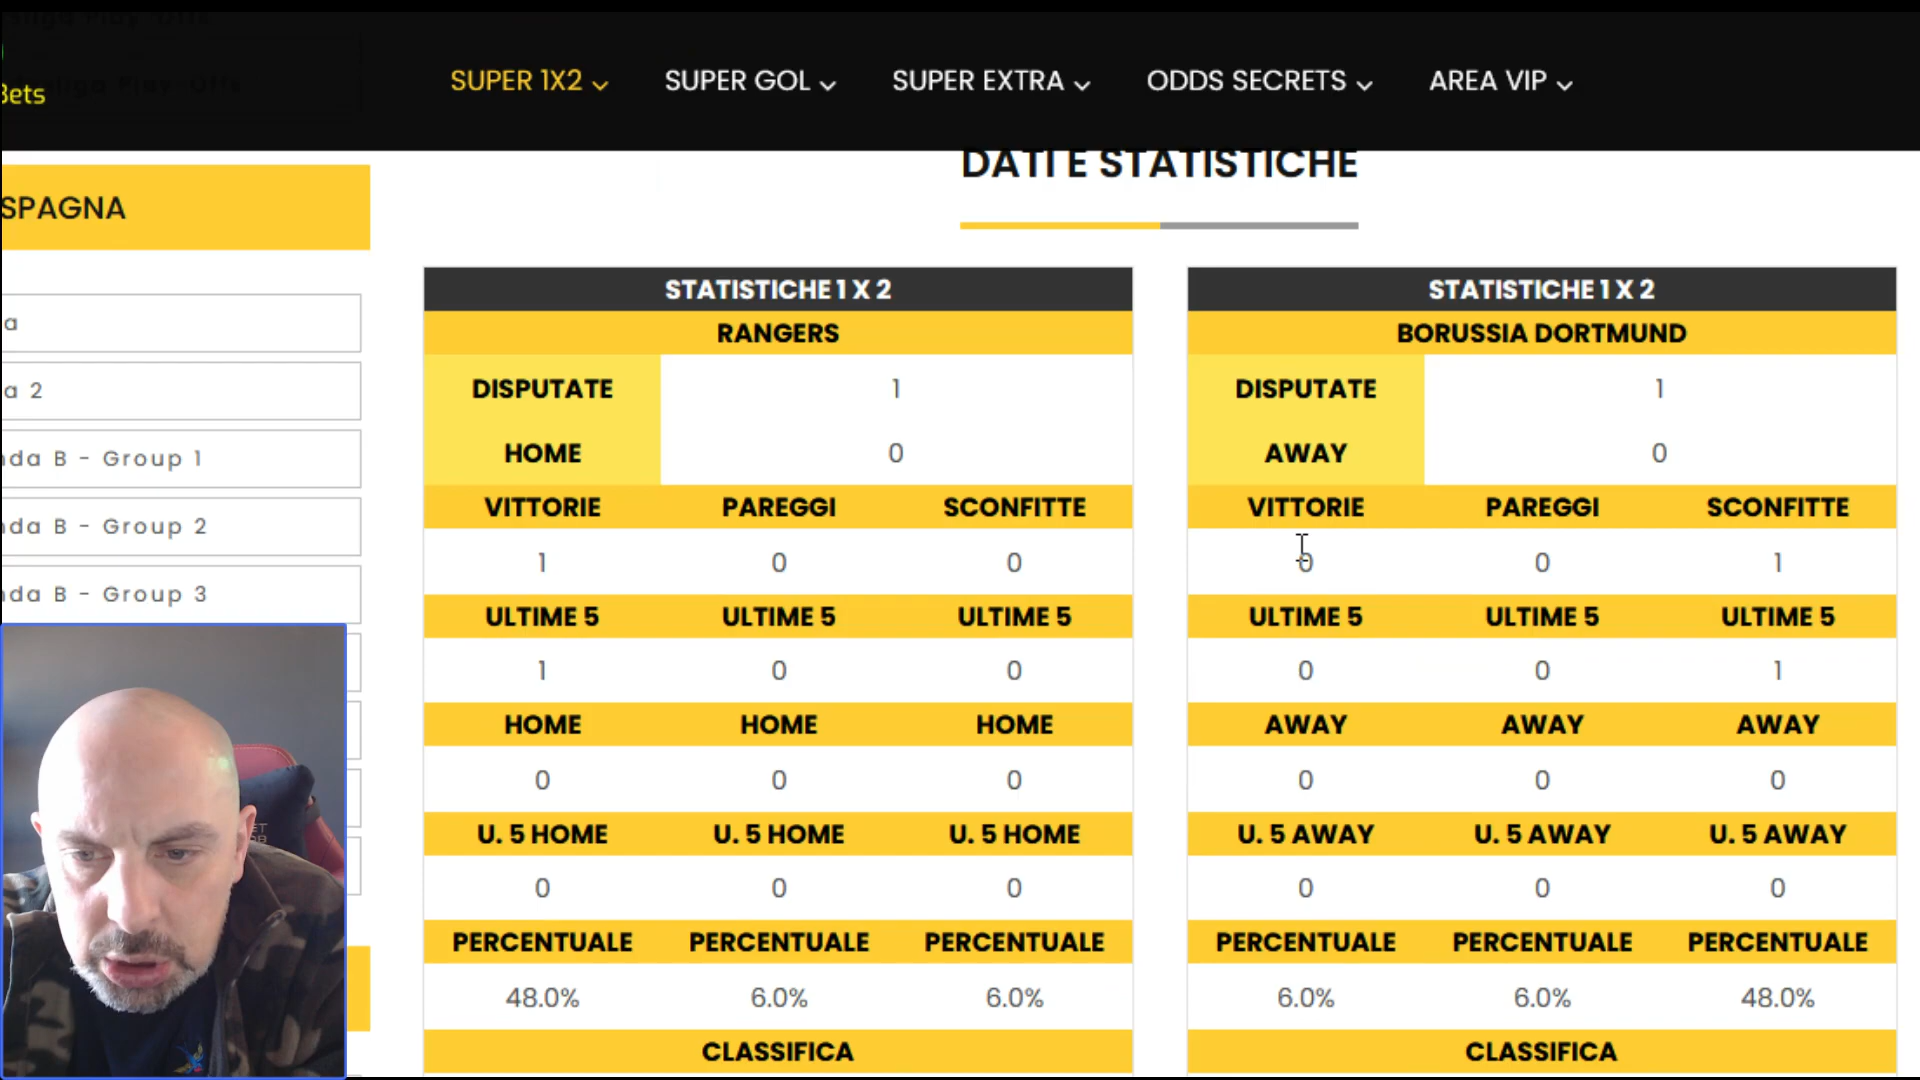 Bets
SUPER 1X2 SUPER GOL SUPER EXTRA ODDS SECRETS AREA VIP
DATI E STATISTICHE
SPAGNA
a
a 2
nda B - Group 1
nda B - Group 2
nda B - Group 3
STATISTICHE 1 X 2
RANGERS
DISPUTATE 1
HOME 0
VITTORIE PAREGGI SCONFITTE
1 0 0
ULTIME 5 ULTIME 5 ULTIME 5
1 0 0
HOME HOME HOME
0 0 0
U. 5 HOME U. 5 HOME U. 5 HOME
0 0 0
PERCENTUALE PERCENTUALE PERCENTUALE
48.0% 6.0% 6.0%
CLASSIFICA
STATISTICHE 1 X 2
BORUSSIA DORTMUND
DISPUTATE 1
AWAY 0
VITTORIE PAREGGI SCONFITTE
0 0 1
ULTIME 5 ULTIME 5 ULTIME 5
0 0 1
AWAY AWAY AWAY
0 0 0
U. 5 AWAY U. 5 AWAY U. 5 AWAY
0 0 0
PERCENTUALE PERCENTUALE PERCENTUALE
6.0% 6.0% 48.0%
CLASSIFICA